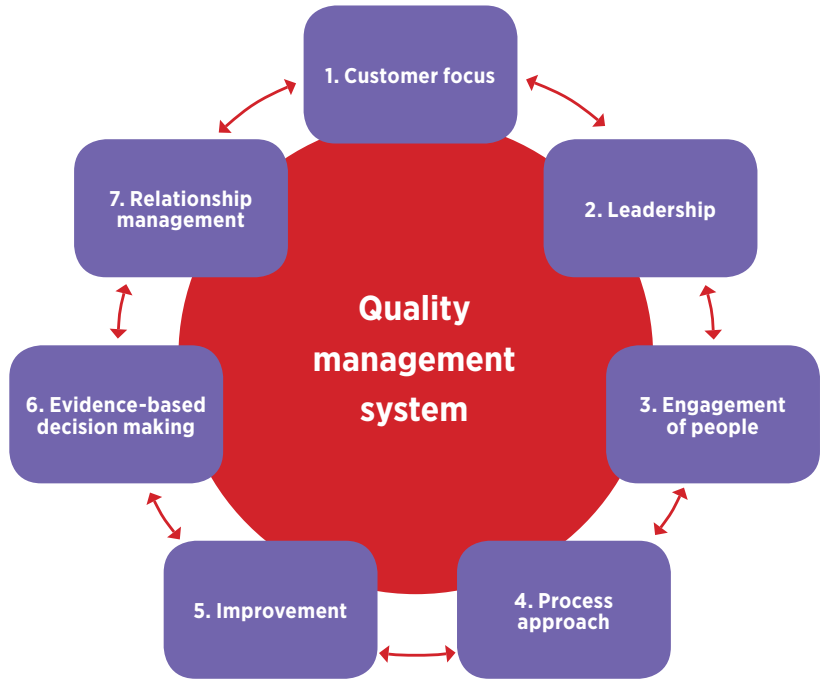 1. Customer focus
2. Leadership
3. Engagement
of people
4. Process
approach
5. Improvement
6. Evidence-based
decision making
7. Relationship
management
Quality
management
system